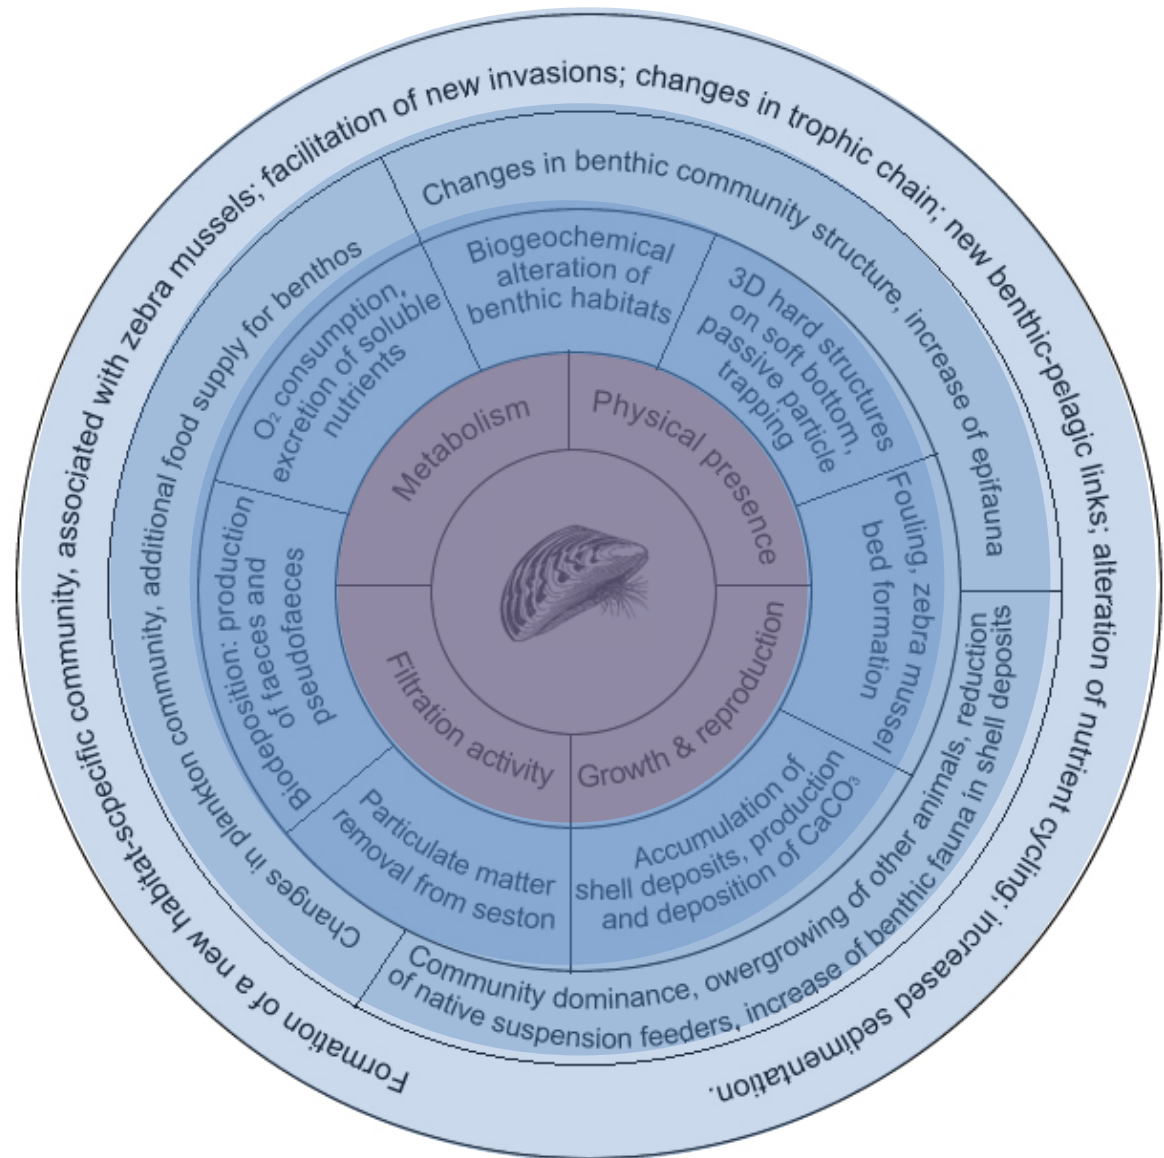 Formation of a new habitat-scpecific community, associated with zebra mussels; facilitation of new invasions; changes in trophic chain; new benthic-pelagic links; alteration of nutrient cycling; increased sedimentation.
Changes in plankton community, additional food supply for benthos
Changes in benthic community structure, increase of epifauna
Community dominance, owergrowing of other animals, reduction
of native suspension feeders, increase of benthic fauna in shell deposits
Biogeochemical
alteration of
benthic habitats
3D hard structures
on soft bottom,
passive particle
trapping
Fouling, zebra mussel
bed formation
Accumulation of
shell deposits, production
and deposition of CaCO₃
Particulate matter
removal from seston
Biodeposition: production
of faeces and
pseudofaeces
O₂ consumption,
excretion of soluble
nutrients
Metabolism
Physical presence
Growth & reproduction
Filtration activity